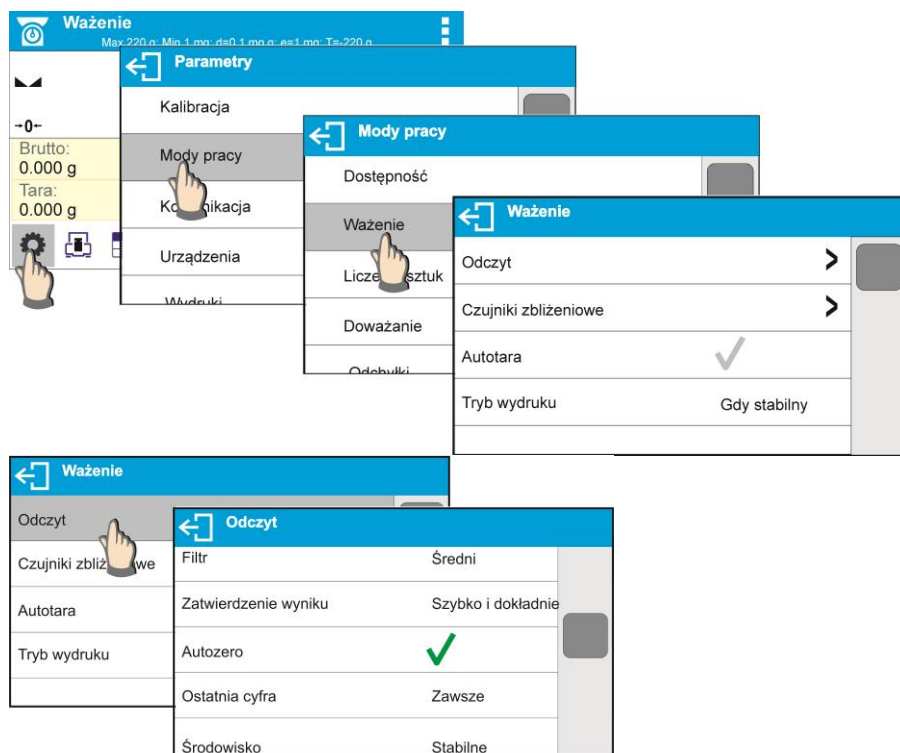 Ważenie
Max 220 g; Min 1 mg; d=0.1 mg g; e=1 mg; T=-220 g
→0←
Brutto:
0.000 g
Tara:
0.000 g
Parametry
Kalibracja
Mody pracy
Urządzenia
Wydruki
Mody pracy
Dostępność
Ważenie
Doważanie
Odchyłki
Ważenie
Odczyt
Czujniki zbliżeniowe
Autotara
Tryb wydruku Gdy stabilny
Ważenie
Odczyt
Autotara
Tryb wydruku
Odczyt
Filtr Średni
Zatwierdzenie wyniku Szybko i dokładnie
Autozero
Ostatnia cyfra Zawsze
Środowisko Stabilne